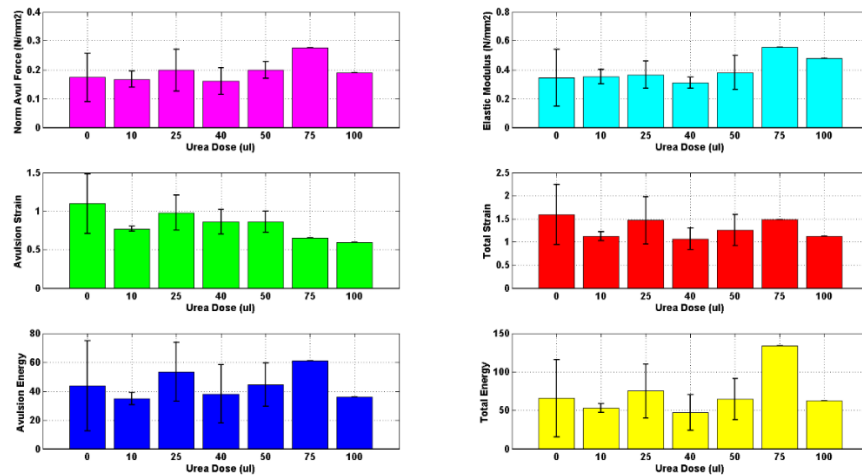 Norm Avul Force (N/mm2)
0.4
0.3
0.2
0.1
0
0 10 25 40 50 75 100
Urea Dose (ul)
Elastic Modulus (N/mm2)
0.8
0.6
0.4
0.2
0
0 10 25 40 50 75 100
Urea Dose (ul)
Avulsion Strain
1.5
1
0.5
0
0 10 25 40 50 75 100
Urea Dose (ul)
Total Strain
2.5
2
1.5
1
0.5
0
0 10 25 40 50 75 100
Urea Dose (ul)
Avulsion Energy
80
60
40
20
0
0 10 25 40 50 75 100
Urea Dose (ul)
Total Energy
150
100
50
0
0 10 25 40 50 75 100
Urea Dose (ul)